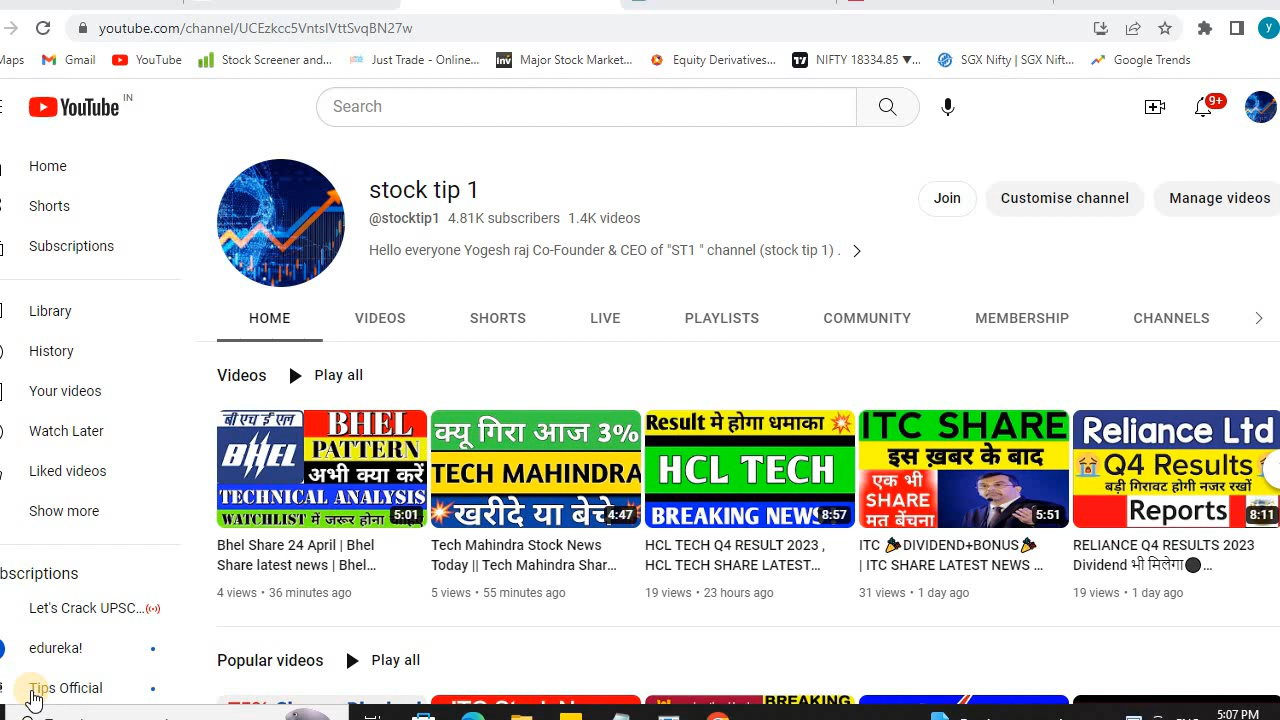 youtube.com/channel/UCEzkcc5VntsIVttSvqBN27w
Maps Gmail YouTube Stock Screener and... Just Trade - Online... Major Stock Market... Equity Derivatives... NIFTY 18334.85 ▼... SGX Nifty | SGX Nift... Google Trends
YouTube IN
Search
9+
Home
Shorts
Subscriptions
Library
History
Your videos
Watch Later
Liked videos
Show more
bscriptions
Let's Crack UPSC...
edureka!
Tips Official
stock tip 1
@stocktip1 4.81K subscribers 1.4K videos
Hello everyone Yogesh raj Co-Founder & CEO of "ST1 " channel (stock tip 1) .
Join Customise channel Manage videos
HOME VIDEOS SHORTS LIVE PLAYLISTS COMMUNITY MEMBERSHIP CHANNELS
Videos Play all
बी एच ई एल
BHEL
BHEL
PATTERN
अभी क्या करें
TECHNICAL ANALYSIS
WATCHLIST में जरूर होना
5:01
क्यू गिरा आज 3%
TECH MAHINDRA
खरीदे या बेचे
4:47
Result मे होगा धमाका
HCL TECH
BREAKING NEWS
8:57
ITC SHARE
इस ख़बर के बाद
एक भी
SHARE
मत बेंचना
5:51
Reliance Ltd
Q4 Results
बड़ी गिरावट होगी नजर रखों
Reports
8:11
Bhel Share 24 April | Bhel
Share latest news | Bhel...
4 views • 36 minutes ago
Tech Mahindra Stock News
Today || Tech Mahindra Shar...
5 views • 55 minutes ago
HCL TECH Q4 RESULT 2023 ,
HCL TECH SHARE LATEST...
19 views • 23 hours ago
ITC 🎉DIVIDEND+BONUS🎉
| ITC SHARE LATEST NEWS ...
31 views • 1 day ago
RELIANCE Q4 RESULTS 2023
Dividend भी मिलेगा⚫...
19 views • 1 day ago
Popular videos Play all
BREAKING
5:07 PM